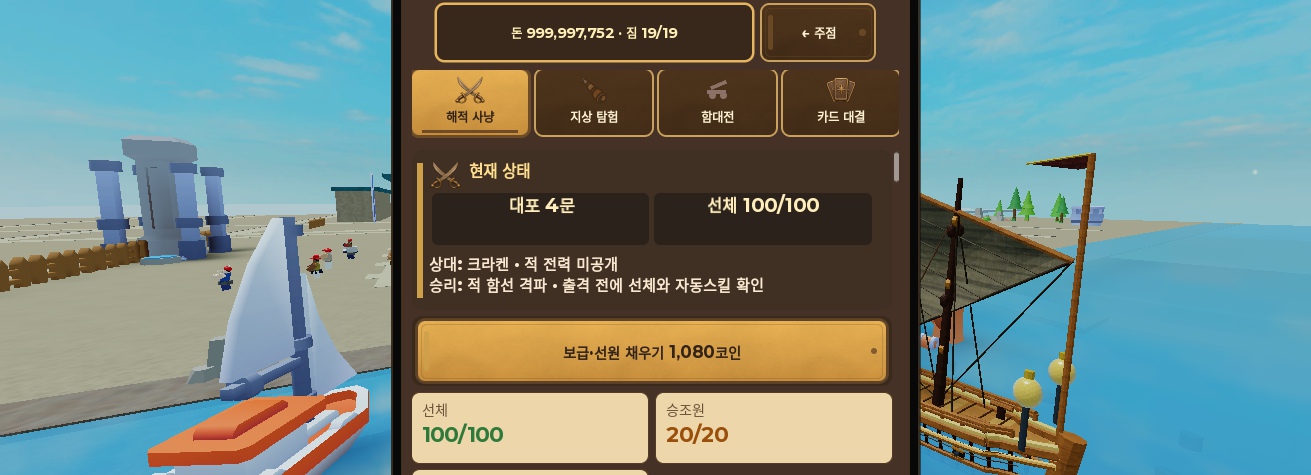 돈 999,997,752 · 짐 19/19
← 주점
해적 사냥
지상 탐험
함대전
카드 대결
현재 상태
대포 4문
선체 100/100
상대: 크라켄 • 적 전력 미공개
승리: 적 함선 격파 • 출격 전에 선체와 자동스킬 확인
보급·선원 채우기 1,080코인
선체
100/100
승조원
20/20